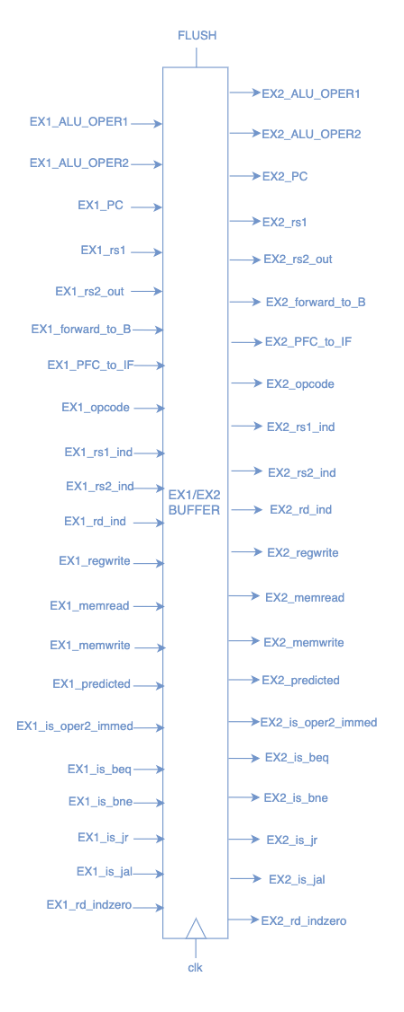 FLUSH
EX1_ALU_OPER1
EX1_ALU_OPER2
EX1_PC
EX1_rs1
EX1_rs2_out
EX1_forward_to_B
EX1_PFC_to_IF
EX1_opcode
EX1_rs1_ind
EX1_rs2_ind
EX1_rd_ind
EX1_regwrite
EX1_memread
EX1_memwrite
EX1_predicted
EX1_is_oper2_immed
EX1_is_beq
EX1_is_bne
EX1_is_jr
EX1_is_jal
EX1_rd_indzero
EX1/EX2
BUFFER
EX2_ALU_OPER1
EX2_ALU_OPER2
EX2_PC
EX2_rs1
EX2_rs2_out
EX2_forward_to_B
EX2_PFC_to_IF
EX2_opcode
EX2_rs1_ind
EX2_rs2_ind
EX2_rd_ind
EX2_regwrite
EX2_memread
EX2_memwrite
EX2_predicted
EX2_is_oper2_immed
EX2_is_beq
EX2_is_bne
EX2_is_jr
EX2_is_jal
EX2_rd_indzero
clk